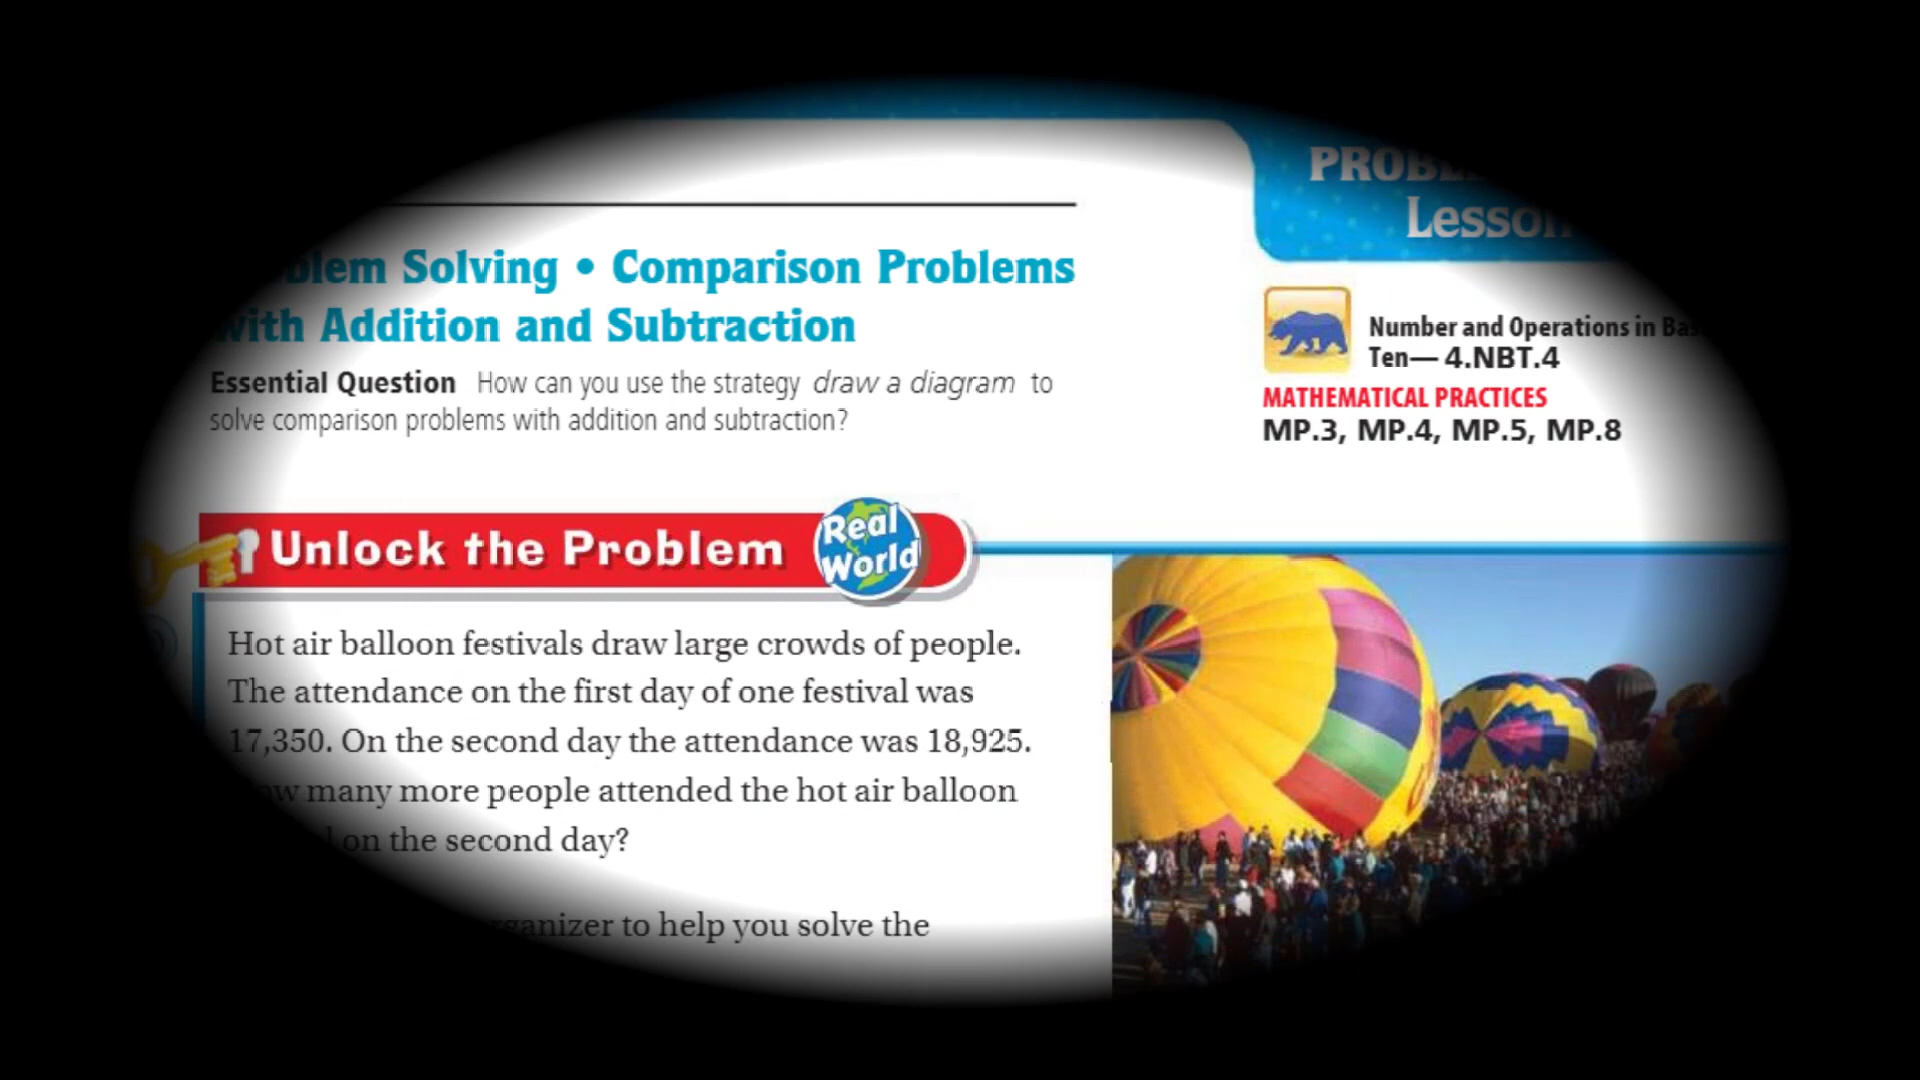 PROB
Lesson
Solving • Comparison Problems
with Addition and Subtraction
Essential Question How can you use the strategy draw a diagram to
solve comparison problems with addition and subtraction?
Number and Operations in
Ten— 4.NBT.4
MATHEMATICAL PRACTICES
MP.3, MP.4, MP.5, MP.8
Unlock the Problem
Real
World
Hot air balloon festivals draw large crowds of people.
The attendance on the first day of one festival was
17,350. On the second day the attendance was 18,925.
many more people attended the hot air balloon
on the second day?
to help you solve the